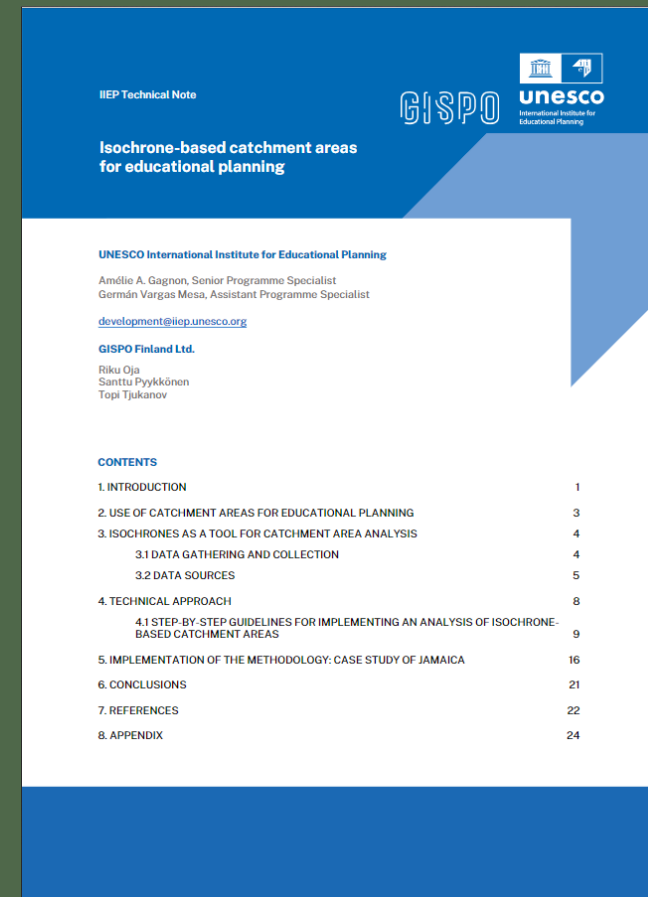 IIEP Technical Note
GISPO
unesco
International Institute for
Educational Planning
Isochrone-based catchment areas
for educational planning
UNESCO International Institute for Educational Planning
Amélie A. Gagnon, Senior Programme Specialist
Germán Vargas Mesa, Assistant Programme Specialist
development@iiep.unesco.org
GISPO Finland Ltd.
Riku Oja
Santtu Pyykkönen
Topi Tjukanov
CONTENTS
1. INTRODUCTION 1
2. USE OF CATCHMENT AREAS FOR EDUCATIONAL PLANNING 3
3. ISOCHRONES AS A TOOL FOR CATCHMENT AREA ANALYSIS 4
3.1 DATA GATHERING AND COLLECTION 4
3.2 DATA SOURCES 5
4. TECHNICAL APPROACH 8
4.1 STEP-BY-STEP GUIDELINES FOR IMPLEMENTING AN ANALYSIS OF ISOCHRONE-
BASED CATCHMENT AREAS 9
5. IMPLEMENTATION OF THE METHODOLOGY: CASE STUDY OF JAMAICA 16
6. CONCLUSIONS 21
7. REFERENCES 22
8. APPENDIX 24